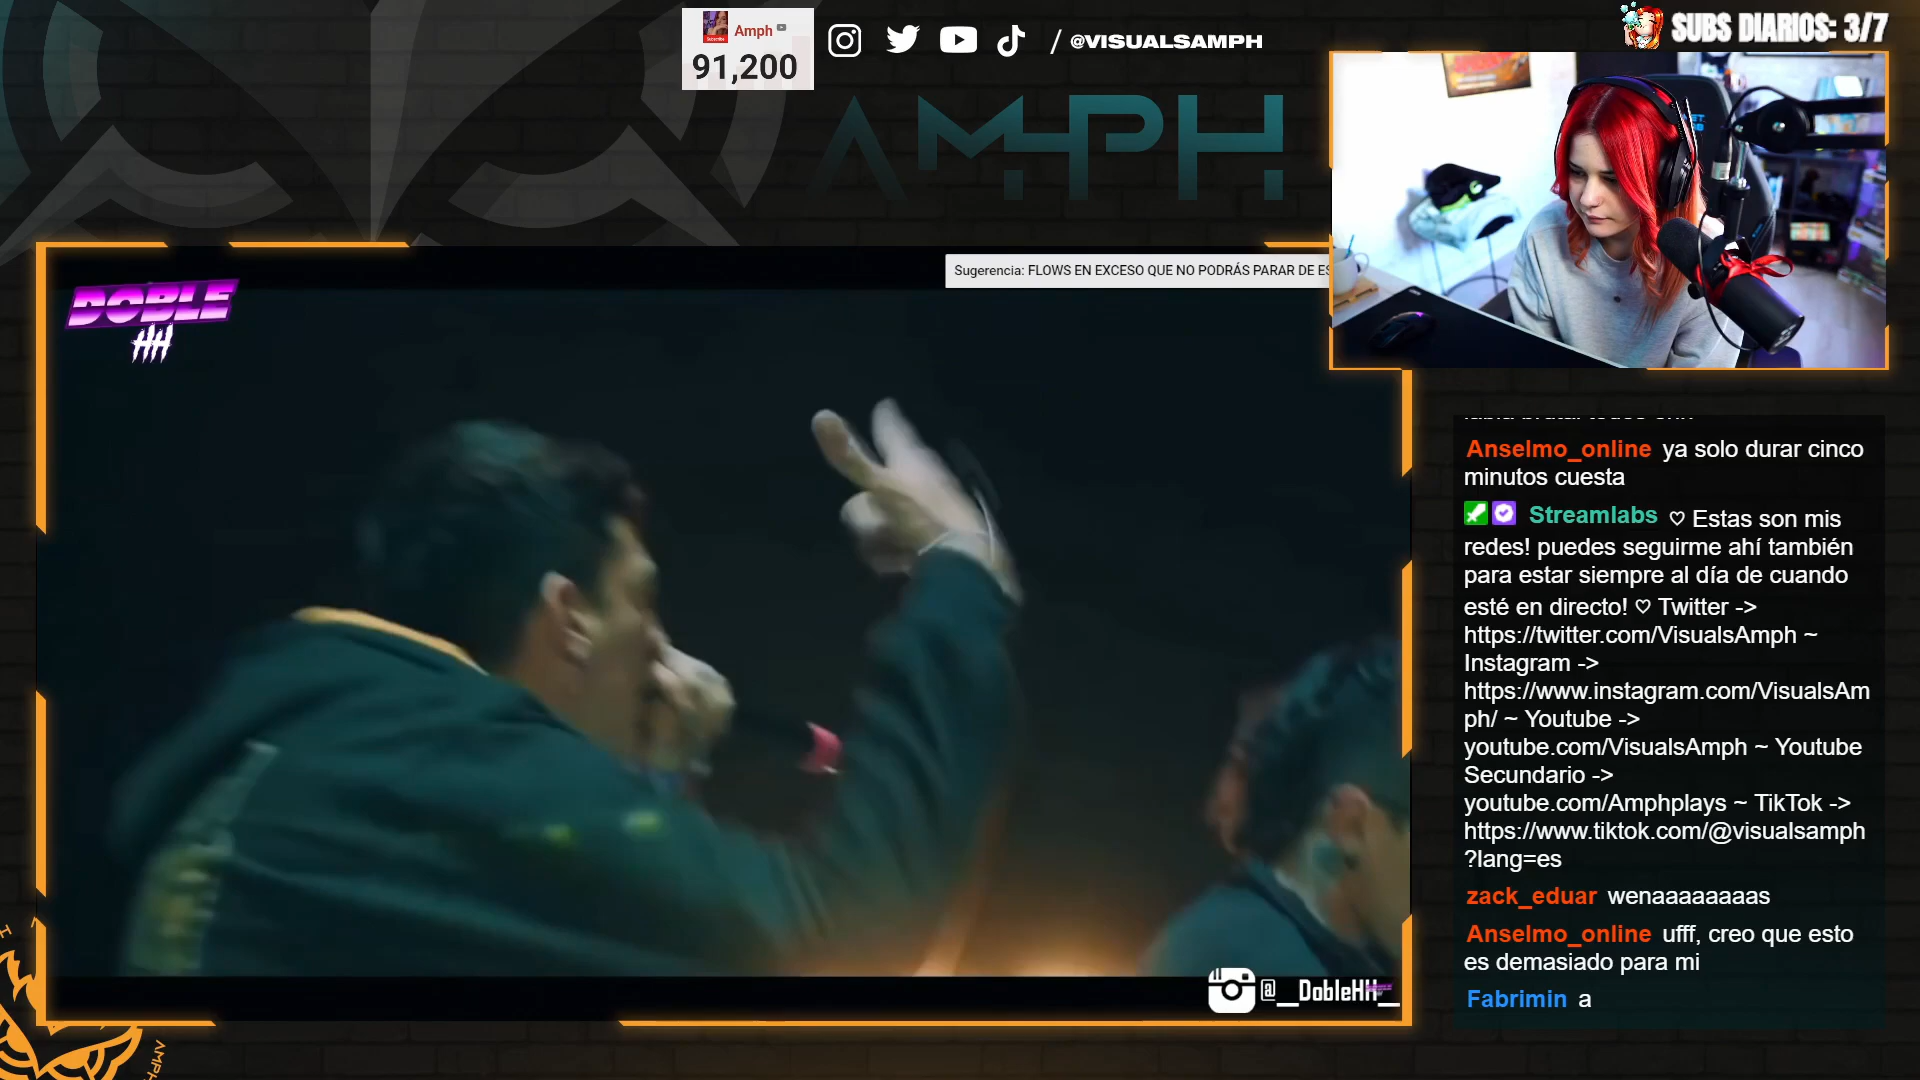 SUBS DIARIOS: 3/7
Amph
91,200
/ @VISUALSAMPH
AMPH
Sugerencia: FLOWS EN EXCESO QUE NO PODRÁS PARAR DE ES
DOBLE
HH
Anselmo_online ya solo durar cinco
minutos cuesta
Streamlabs ♡ Estas son mis
redes! puedes seguirme ahí también
para estar siempre al día de cuando
esté en directo! ♡ Twitter ->
https://twitter.com/VisualsAmph ~
Instagram ->
https://www.instagram.com/VisualsAm
ph/ ~ Youtube ->
youtube.com/VisualsAmph ~ Youtube
Secundario ->
youtube.com/Amphplays ~ TikTok ->
https://www.tiktok.com/@visualsamph
?lang=es
zack_eduar wenaaaaaaaas
Anselmo_online ufff, creo que esto
es demasiado para mi
Fabrimin a
@__DobleHH__
AMPH